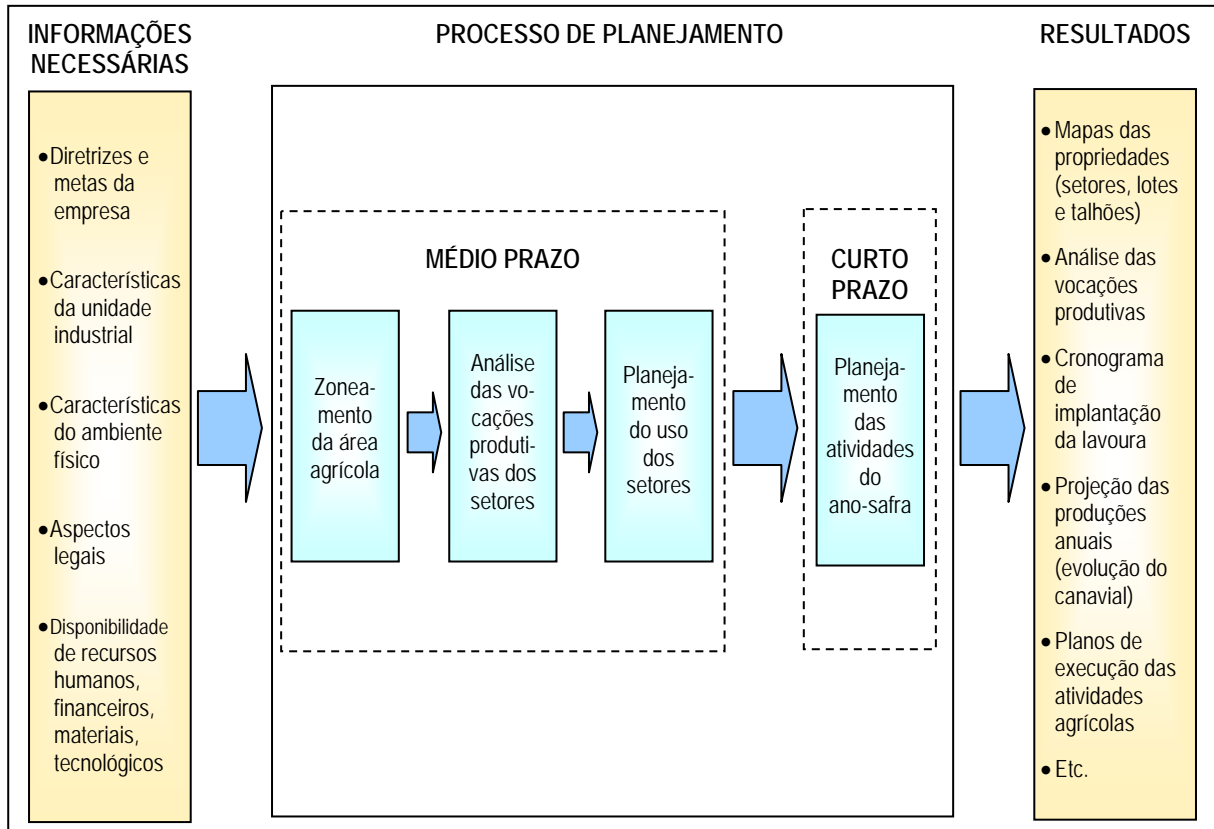 INFORMAÇÕES
NECESSÁRIAS
•Diretrizes e
metas da
empresa
•Características
da unidade
industrial
•Características
do ambiente
físico
•Aspectos
legais
•Disponibilidade
de recursos
humanos,
financeiros,
materiais,
tecnológicos
PROCESSO DE PLANEJAMENTO
MÉDIO PRAZO
Zonea-
mento
da área
agrícola
Análise
das vo-
cações
produti-
vas dos
setores
Planeja-
mento
do uso
dos
setores
CURTO
PRAZO
Planeja-
mento
das
atividades
do
ano-safra
RESULTADOS
•Mapas das
propriedades
(setores, lotes
e talhões)
•Análise das
vocações
produtivas
•Cronograma
de
implantação
da lavoura
•Projeção das
produções
anuais
(evolução do
canavial)
•Planos de
execução das
atividades
agrícolas
•Etc.